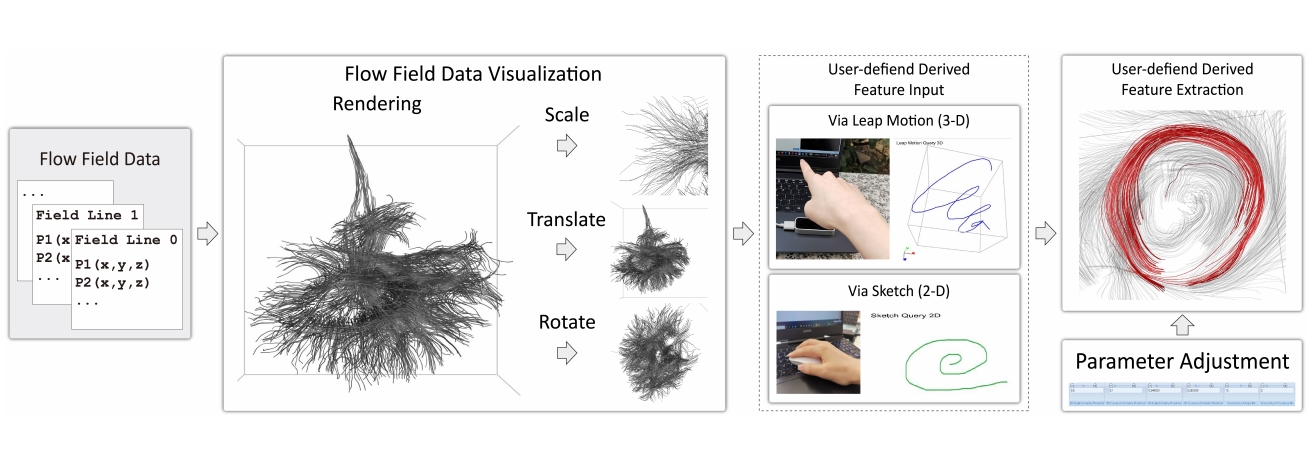 Flow Field Data
...
Field Line 1
P1(x
P2(x
...
Field Line 0
P1(x,y,z)
P2(x,y,z)
...
Flow Field Data Visualization
Rendering
Scale
Translate
Rotate
User-defiend Derived
Feature Input
Via Leap Motion (3-D)
Leap Motion Query 3D
Via Sketch (2-D)
Sketch Query 2D
User-defiend Derived
Feature Extraction
Parameter Adjustment